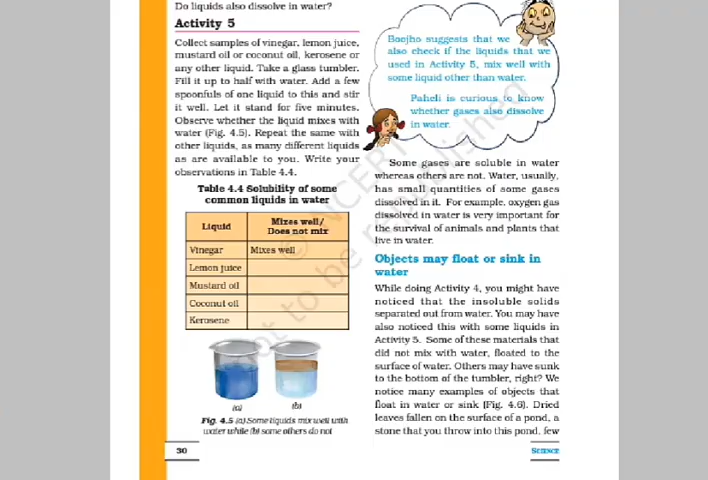 Do liquids also dissolve in water?
Activity 5
Collect samples of vinegar, lemon juice,
mustard oil or coconut oil, kerosene or
any other liquid. Take a glass tumbler.
Fill it up to half with water. Add a few
spoonfuls of one liquid to this and stir
it well. Let it stand for five minutes.
Observe whether the liquid mixes with
water (Fig. 4.5). Repeat the same with
other liquids, as many different liquids
as are available to you. Write your
observations in Table 4.4.
Table 4.4 Solubility of some
common liquids in water
Liquid
Mixes well/
Does not mix
Vinegar Mixes well
Lemon juice
Mustard oil
Coconut oil
Kerosene
(a) (b)
Fig. 4.5 (a) Some liquids mix well with
water while (b) some others do not
30
Boojho suggests that we
also check if the liquids that we
used in Activity 5, mix well with
some liquid other than water.
Paheli is curious to know
whether gases also dissolve
in water.
Some gases are soluble in water
whereas others are not. Water, usually,
has small quantities of some gases
dissolved in it. For example, oxygen gas
dissolved in water is very important for
the survival of animals and plants that
live in water.
Objects may float or sink in
water
While doing Activity 4, you might have
noticed that the insoluble solids
separated out from water. You may have
also noticed this with some liquids in
Activity 5. Some of these materials that
did not mix with water, floated to the
surface of water. Others may have sunk
to the bottom of the tumbler, right? We
notice many examples of objects that
float in water or sink (Fig. 4.6). Dried
leaves fallen on the surface of a pond, a
stone that you throw into this pond, few
Science
© NCERT
not to be republished